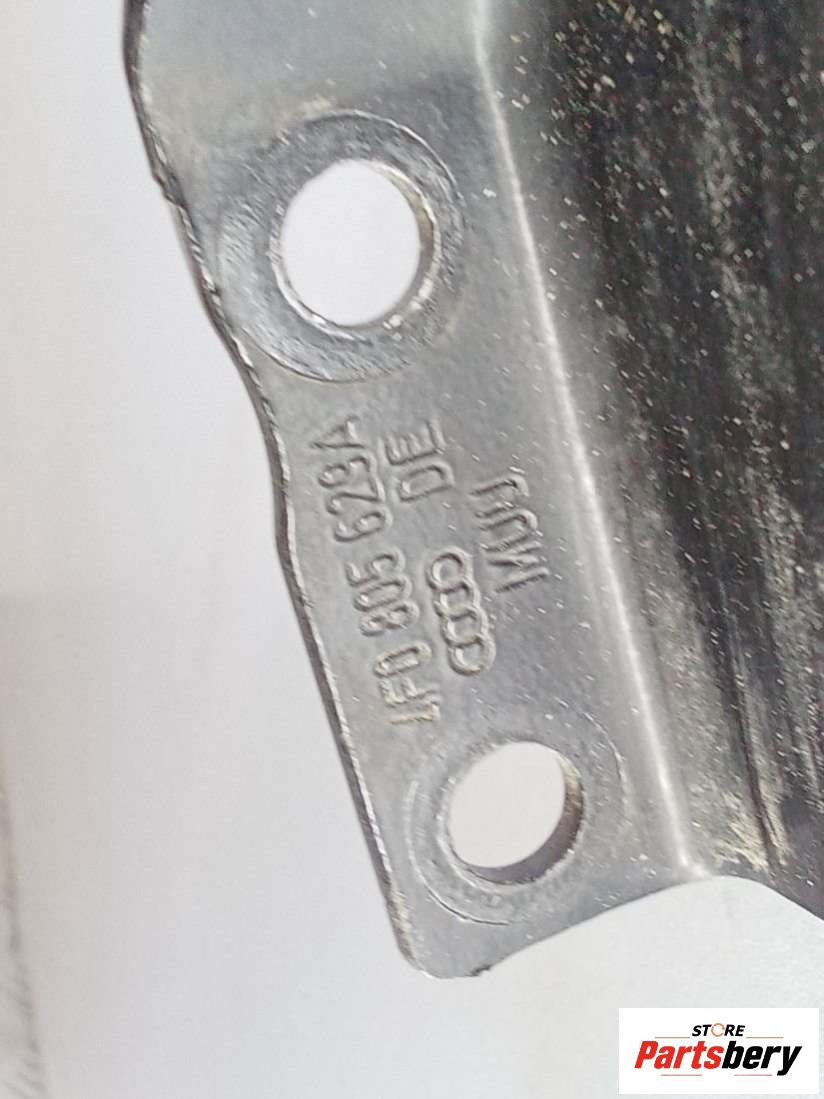 4F0 805 629A
DE
STORE
Partsbery